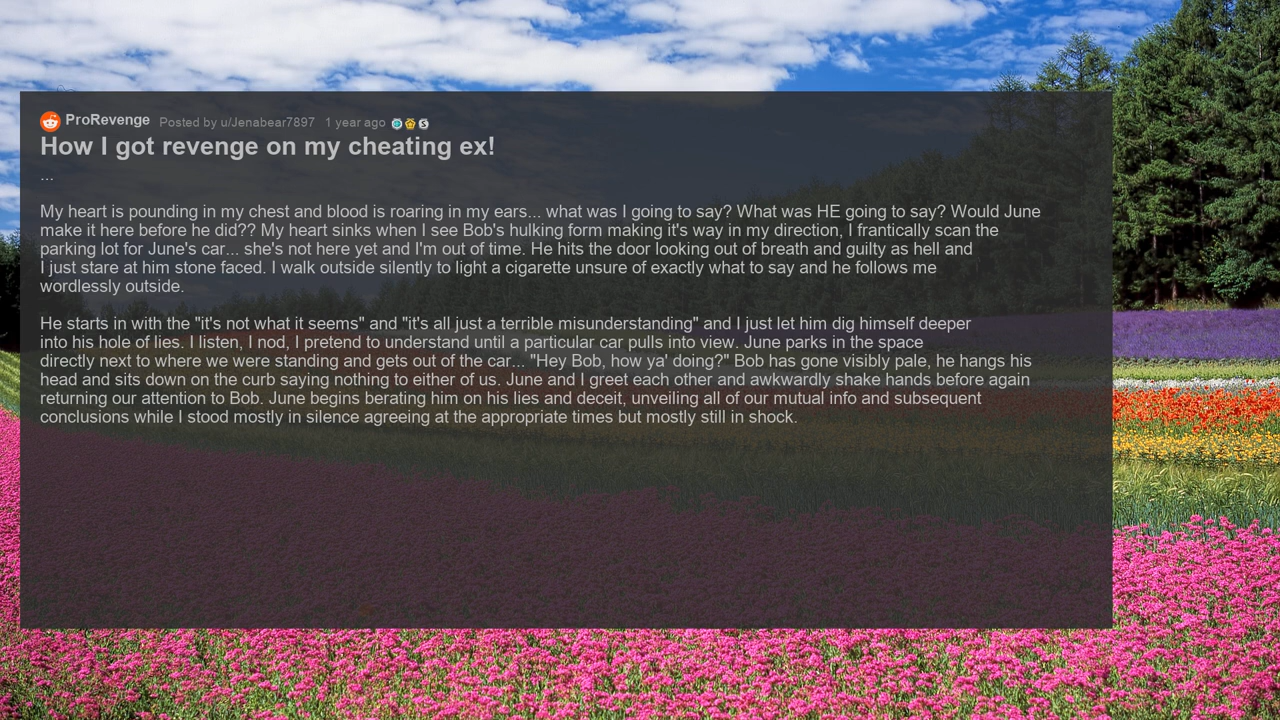 ProRevenge Posted by u/Jenabear7897 1 year ago
How I got revenge on my cheating ex!
...
My heart is pounding in my chest and blood is roaring in my ears... what was I going to say? What was HE going to say? Would June
make it here before he did?? My heart sinks when I see Bob's hulking form making it's way in my direction, I frantically scan the
parking lot for June's car... she's not here yet and I'm out of time. He hits the door looking out of breath and guilty as hell and
I just stare at him stone faced. I walk outside silently to light a cigarette unsure of exactly what to say and he follows me
wordlessly outside.
He starts in with the "it's not what it seems" and "it's all just a terrible misunderstanding" and I just let him dig himself deeper
into his hole of lies. I listen, I nod, I pretend to understand until a particular car pulls into view. June parks in the space
directly next to where we were standing and gets out of the car... "Hey Bob, how ya' doing?" Bob has gone visibly pale, he hangs his
head and sits down on the curb saying nothing to either of us. June and I greet each other and awkwardly shake hands before again
returning our attention to Bob. June begins berating him on his lies and deceit, unveiling all of our mutual info and subsequent
conclusions while I stood mostly in silence agreeing at the appropriate times but mostly still in shock.